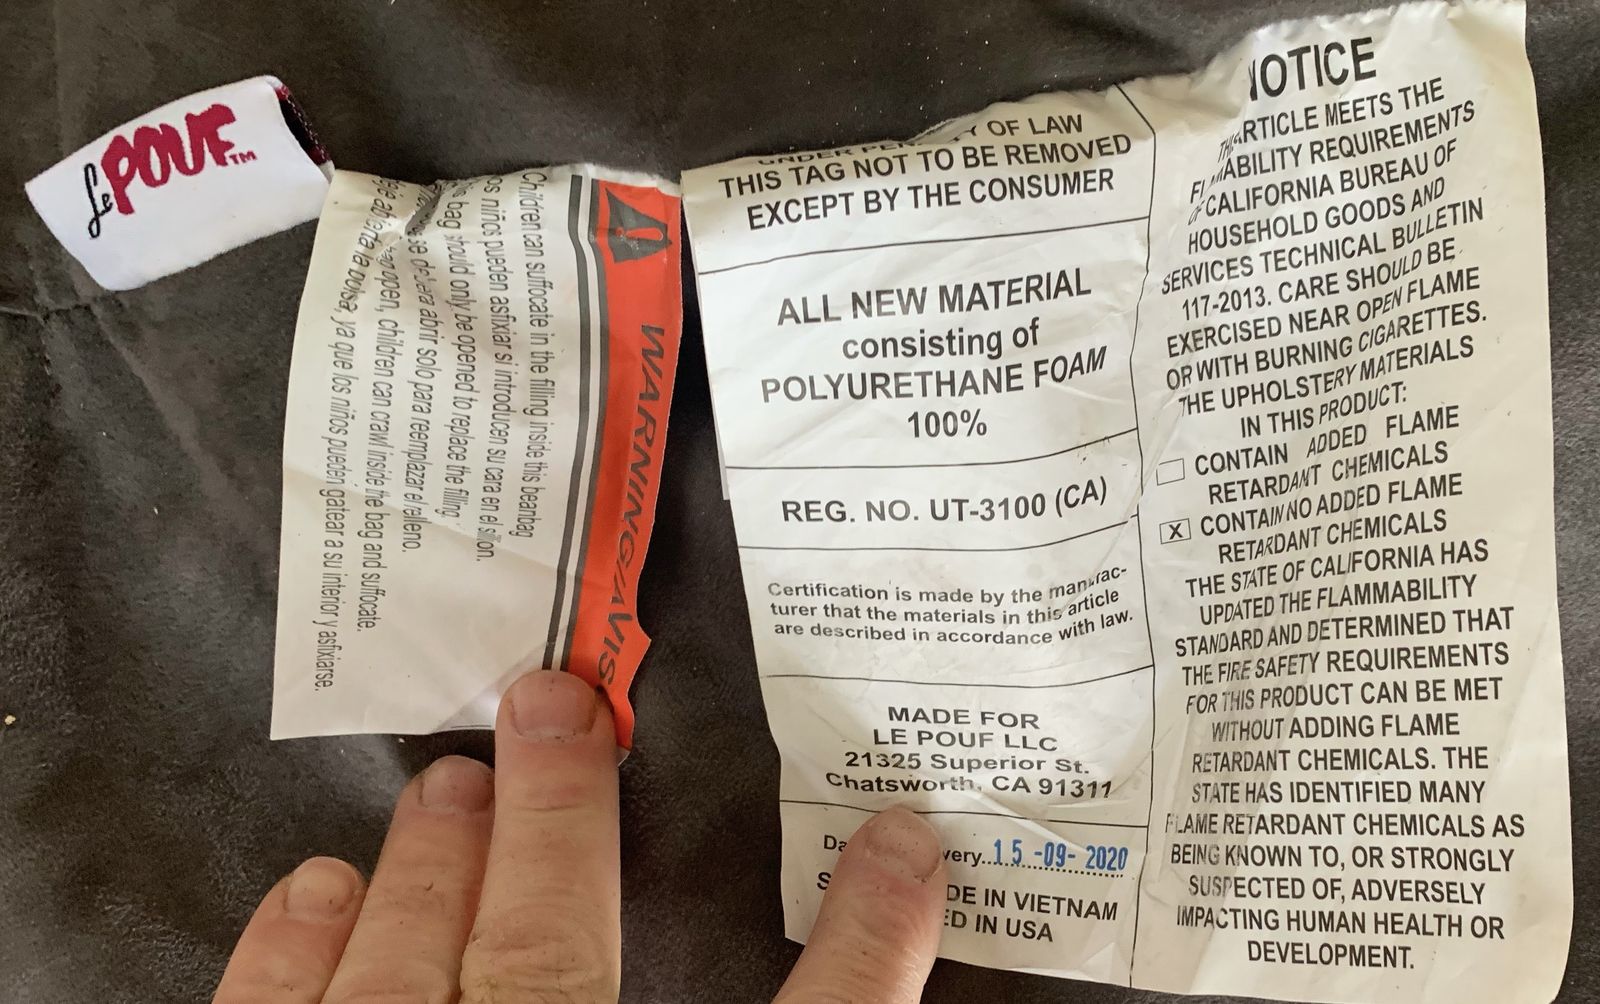 Le POUF TM
WARNING/AVIS
Children can suffocate in the filling inside this beanbag
os niños pueden asfixiar si introducen su cara en el sillon.
bag should only be opened to replace the filling
se abrir solo para reemplazar el relleno.
open, children can crawl inside the bag and suffocate.
la bolsa, ya que los niños pueden gatear a su interior y asfixiarse.
UNDER OF LAW
THIS TAG NOT TO BE REMOVED
EXCEPT BY THE CONSUMER
ALL NEW MATERIAL
consisting of
POLYURETHANE FOAM
100%
REG. NO. UT-3100 (CA)
Certification is made by the manufac-
turer that the materials in this article
are described in accordance with law.
MADE FOR
LE POUF LLC
21325 Superior St.
Chatsworth, CA 91311
very..15-09-2020
DE IN VIETNAM
ED IN USA
NOTICE
THIS ARTICLE MEETS THE
FLAMMABILITY REQUIREMENTS
OF CALIFORNIA BUREAU OF
HOUSEHOLD GOODS AND
SERVICES TECHNICAL BULLETIN
117-2013. CARE SHOULD BE
EXERCISED NEAR OPEN FLAME
OR WITH BURNING CIGARETTES.
THE UPHOLSTERY MATERIALS
IN THIS PRODUCT:
CONTAIN ADDED FLAME
RETARDANT CHEMICALS
X CONTAIN NO ADDED FLAME
RETARDANT CHEMICALS
THE STATE OF CALIFORNIA HAS
UPDATED THE FLAMMABILITY
STANDARD AND DETERMINED THAT
THE FIRE SAFETY REQUIREMENTS
FOR THIS PRODUCT CAN BE MET
WITHOUT ADDING FLAME
RETARDANT CHEMICALS. THE
STATE HAS IDENTIFIED MANY
FLAME RETARDANT CHEMICALS AS
BEING KNOWN TO, OR STRONGLY
SUSPECTED OF, ADVERSELY
IMPACTING HUMAN HEALTH OR
DEVELOPMENT.